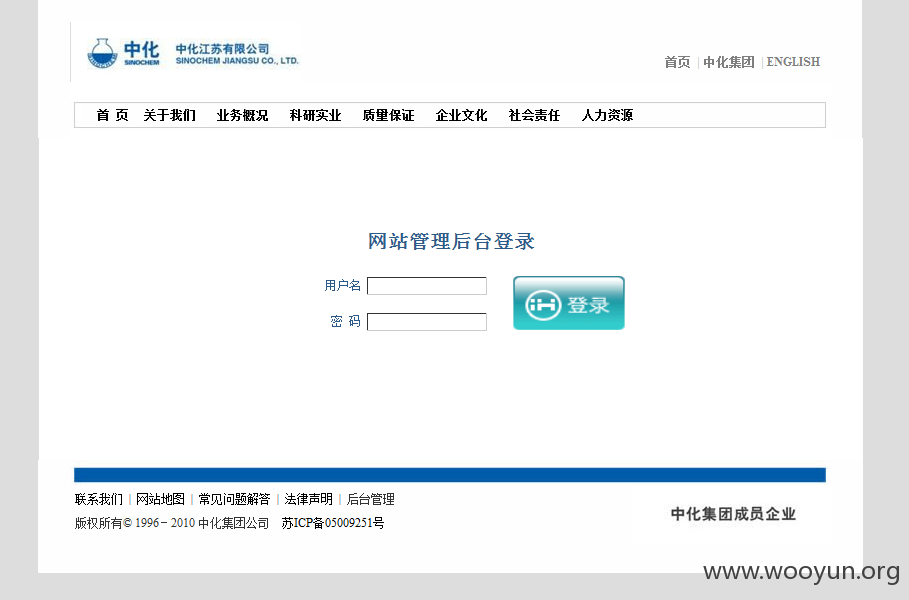 中化 中化江苏有限公司
SINOCHEM SINOCHEM JIANGSU CO., LTD.
首页 | 中化集团 | ENGLISH
首 页 关于我们 业务概况 科研实业 质量保证 企业文化 社会责任 人力资源
网站管理后台登录
用户名
登录
密 码
联系我们 | 网站地图 | 常见问题解答 | 法律声明 | 后台管理
版权所有© 1996 – 2010 中化集团公司 苏ICP备05009251号
中化集团成员企业
www.wooyun.org